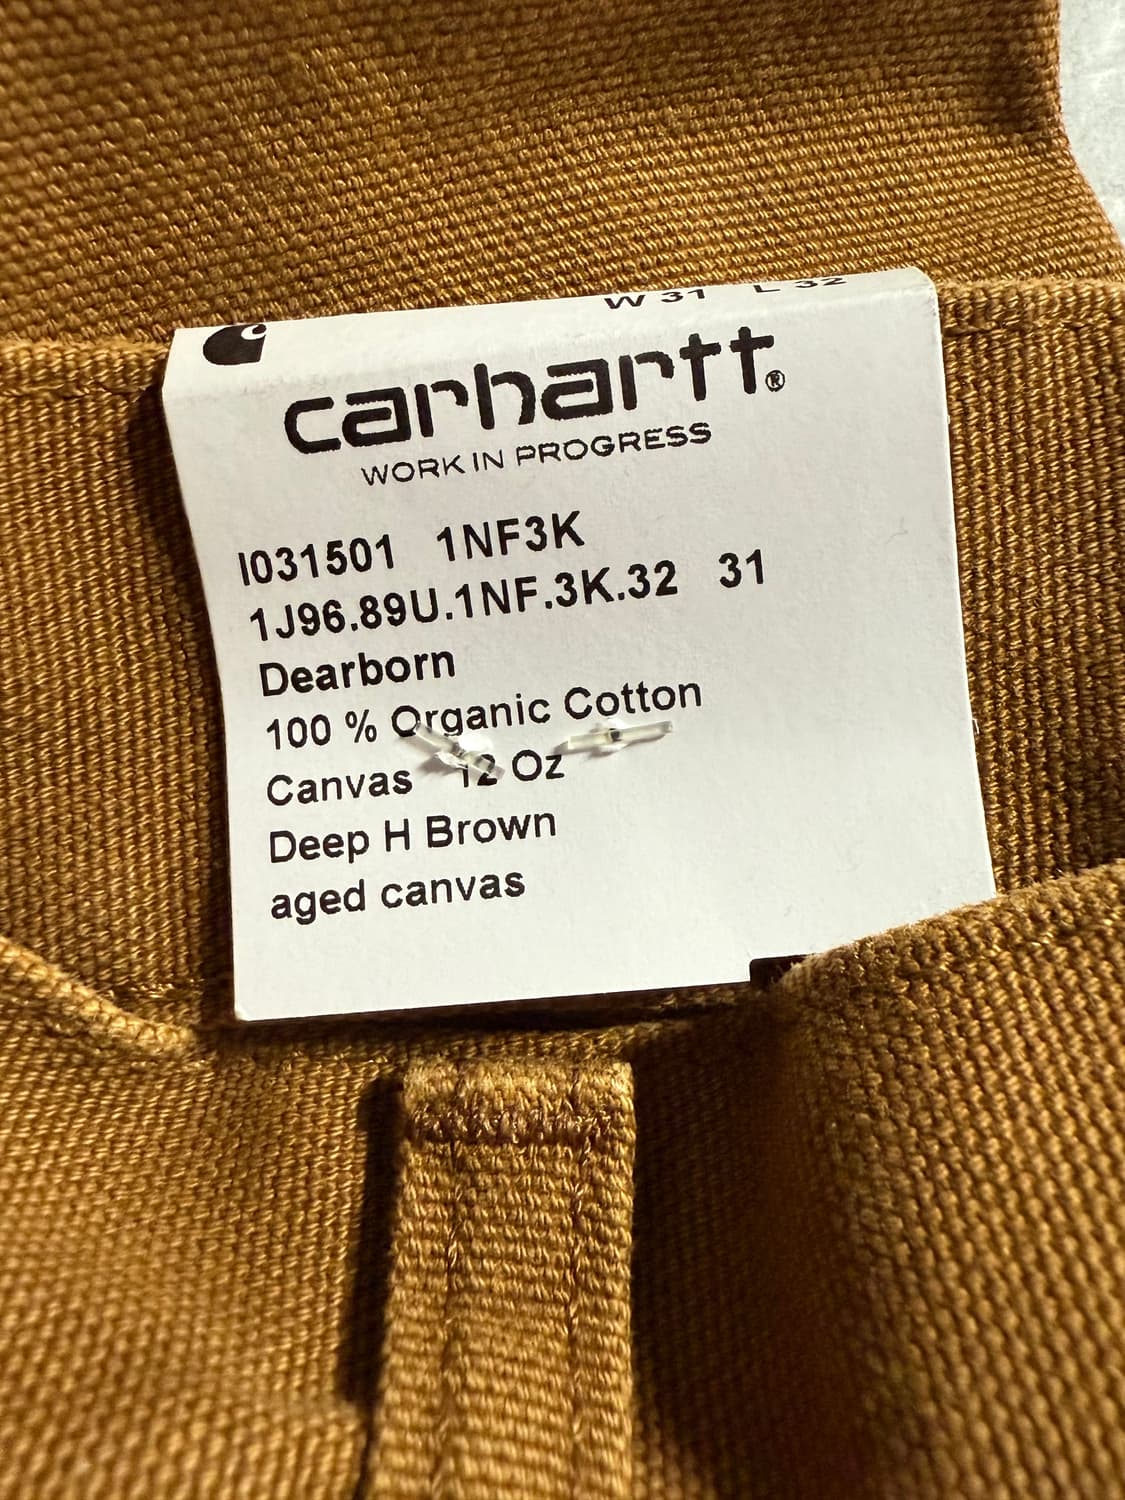 W 31 L 32
carhartt®
WORK IN PROGRESS
I031501 1NF3K
1J96.89U.1NF.3K.32 31
Dearborn
100 % Organic Cotton
Canvas 12 Oz
Deep H Brown
aged canvas